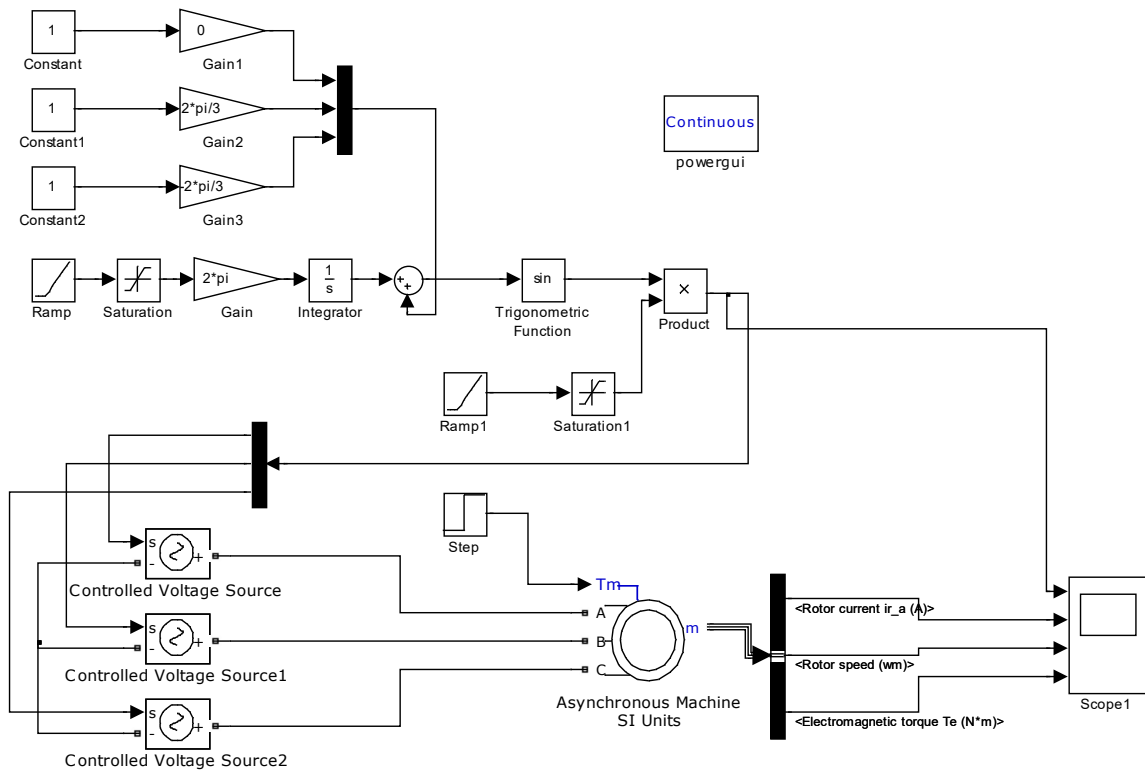 1
Constant
0
Gain1
1
Constant1
2*pi/3
Gain2
1
Constant2
-2*pi/3
Gain3
Continuous
powergui
Ramp
Saturation
2*pi
Gain
1
s
Integrator
+
+
sin
Trigonometric
Function
×
Product
Ramp1
Saturation1
Step
s
-
+
Controlled Voltage Source
s
-
+
Controlled Voltage Source1
s
-
+
Controlled Voltage Source2
Tm
A
B
C
m
Asynchronous Machine
SI Units
<Rotor current ir_a (A)>
<Rotor speed (wm)>
<Electromagnetic torque Te (N*m)>
Scope1